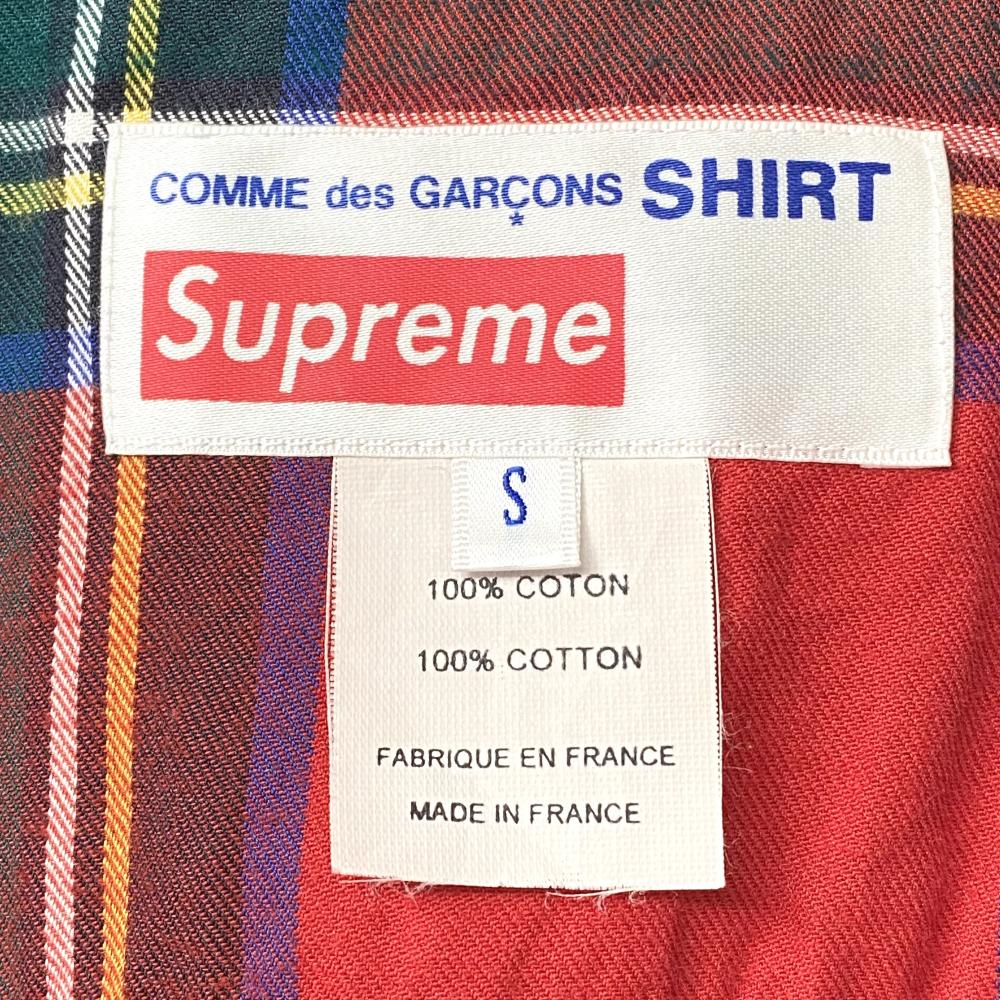 COMME des GARÇONS SHIRT
*
Supreme
S
100% COTON
100% COTTON
FABRIQUE EN FRANCE
MADE IN FRANCE